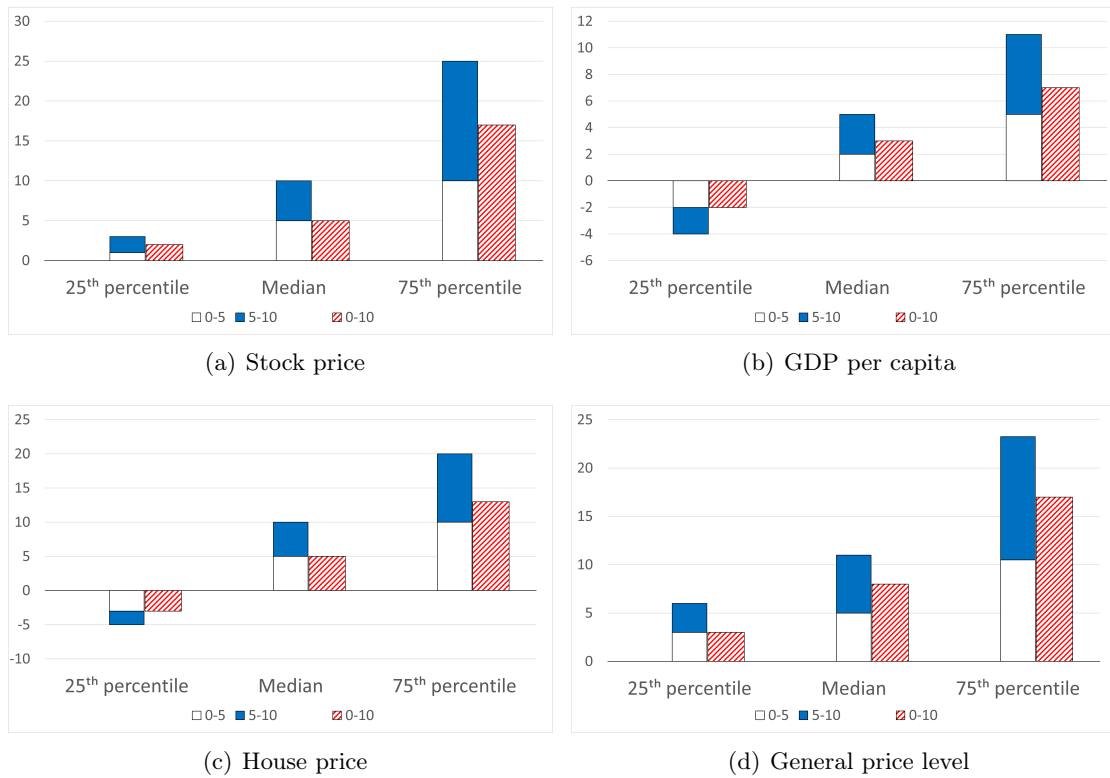 30
25
20
15
10
5
0
25th percentile Median 75th percentile
0-5 5-10 0-10
(a) Stock price
12
10
8
6
4
2
0
-2
-4
-6
25th percentile Median 75th percentile
0-5 5-10 0-10
(b) GDP per capita
25
20
15
10
5
0
-5
-10
25th percentile Median 75th percentile
0-5 5-10 0-10
(c) House price
25
20
15
10
5
0
25th percentile Median 75th percentile
0-5 5-10 0-10
(d) General price level